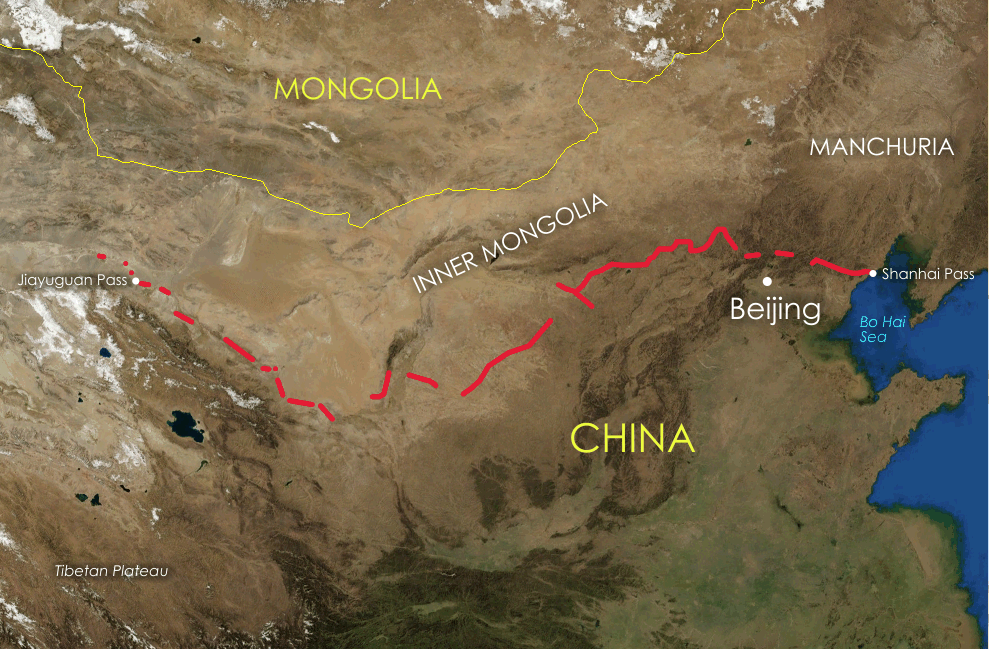 MONGOLIA
MANCHURIA
INNER MONGOLIA
Jiayuguan Pass
Shanhai Pass
Beijing
Bo Hai
Sea
CHINA
Tibetan Plateau